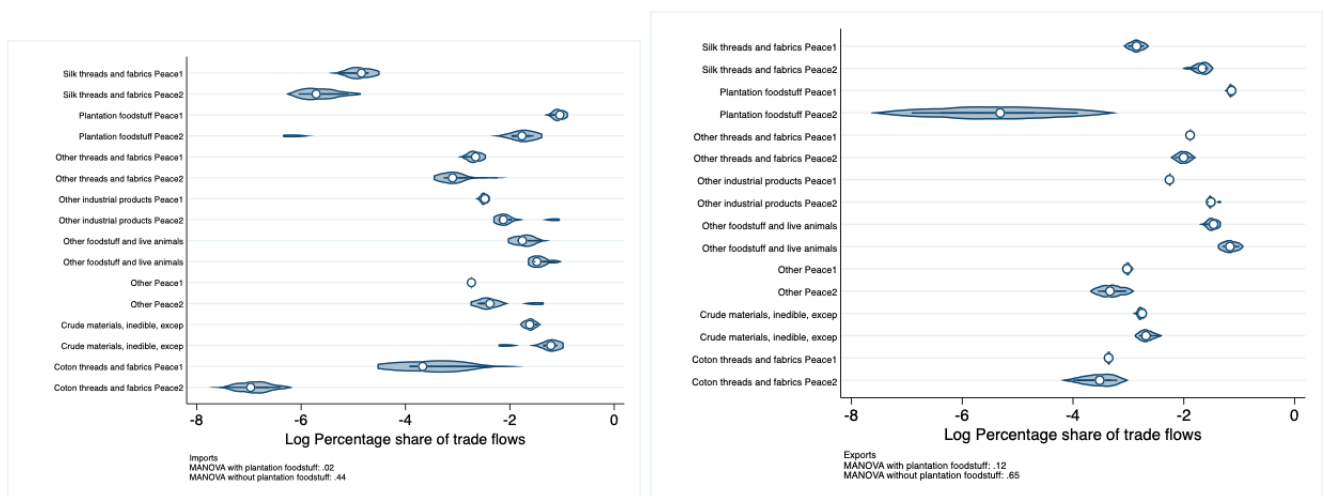 Silk threads and fabrics Peace1
Silk threads and fabrics Peace2
Plantation foodstuff Peace1
Plantation foodstuff Peace2
Other threads and fabrics Peace1
Other threads and fabrics Peace2
Other industrial products Peace1
Other industrial products Peace2
Other foodstuff and live animals
Other foodstuff and live animals
Other Peace1
Other Peace2
Crude materials, inedible, excep
Crude materials, inedible, excep
Coton threads and fabrics Peace1
Coton threads and fabrics Peace2
-8 -6 -4 -2 0
Log Percentage share of trade flows
Imports
MANOVA with plantation foodstuff: .02
MANOVA without plantation foodstuff: .44
Silk threads and fabrics Peace1
Silk threads and fabrics Peace2
Plantation foodstuff Peace1
Plantation foodstuff Peace2
Other threads and fabrics Peace1
Other threads and fabrics Peace2
Other industrial products Peace1
Other industrial products Peace2
Other foodstuff and live animals
Other foodstuff and live animals
Other Peace1
Other Peace2
Crude materials, inedible, excep
Crude materials, inedible, excep
Coton threads and fabrics Peace1
Coton threads and fabrics Peace2
-8 -6 -4 -2 0
Log Percentage share of trade flows
Exports
MANOVA with plantation foodstuff: .12
MANOVA without plantation foodstuff: .65